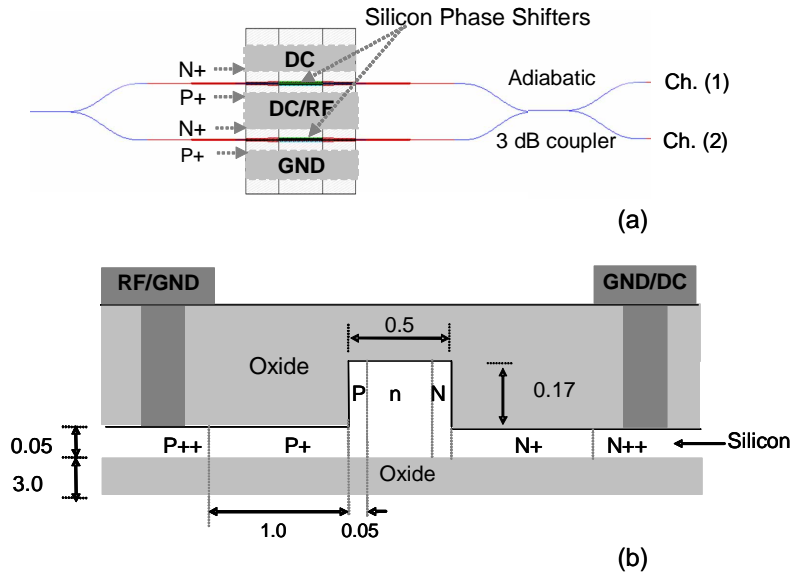 Silicon Phase Shifters
DC
N+
P+
DC/RF
N+
P+
GND
Adiabatic
3 dB coupler
Ch. (1)
Ch. (2)
(a)
RF/GND
GND/DC
0.5
Oxide
0.17
P
n
N
0.05
P++
P+
N+
N++
Silicon
3.0
Oxide
1.0
0.05
(b)